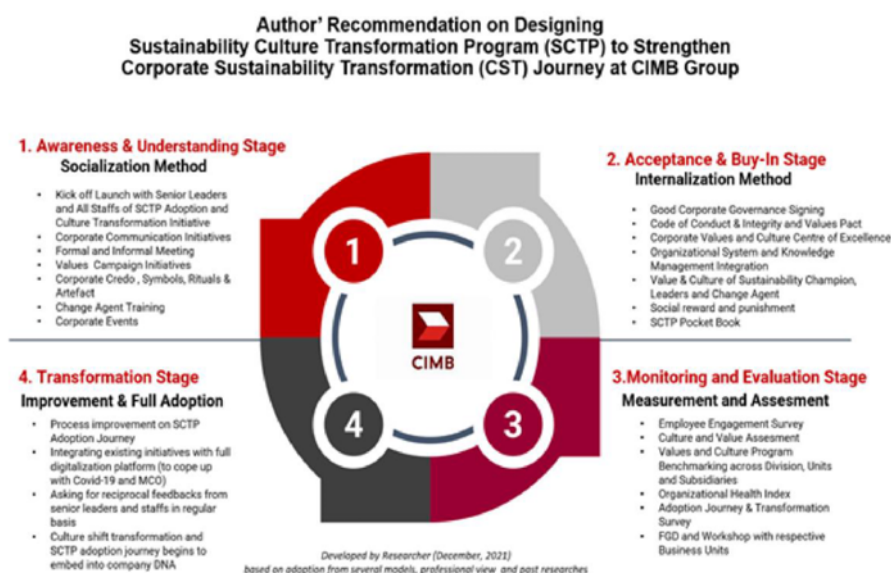 Author' Recommendation on Designing
Sustainability Culture Transformation Program (SCTP) to Strengthen
Corporate Sustainability Transformation (CST) Journey at CIMB Group
1. Awareness & Understanding Stage
Socialization Method
• Kick off Launch with Senior Leaders
and All Staffs of SCTP Adoption and
Culture Transformation Initiative
• Corporate Communication Initiatives
• Formal and Informal Meeting
• Values Campaign Initiatives
• Corporate Credo , Symbols, Rituals &
Artefact
• Change Agent Training
• Corporate Events
2. Acceptance & Buy-In Stage
Internalization Method
• Good Corporate Governance Signing
• Code of Conduct & Integrity and Values Pact
• Corporate Values and Culture Centre of Excellence
• Organizational System and Knowledge
Management Integration
• Value & Culture of Sustainability Champion,
Leaders and Change Agent
• Social reward and punishment
• SCTP Pocket Book
1
2
CIMB
4
3
4. Transformation Stage
Improvement & Full Adoption
• Process improvement on SCTP
Adoption Journey
• Integrating existing initiatives with full
digitalization platform (to cope up
with Covid-19 and MCO)
• Asking for reciprocal feedbacks from
senior leaders and staffs in regular
basis
• Culture shift transformation and
SCTP adoption journey begins to
embed into company DNA
3.Monitoring and Evaluation Stage
Measurement and Assesment
• Employee Engagement Survey
• Culture and Value Assesment
• Values and Culture Program
Benchmarking across Division, Units
and Subsidiaries
• Organizational Health Index
• Adoption Journey & Transformation
Survey
• FGD and Workshop with respective
Business Units
Developed by Researcher (December, 2021)
based on adoption from several models, professional view and past researches